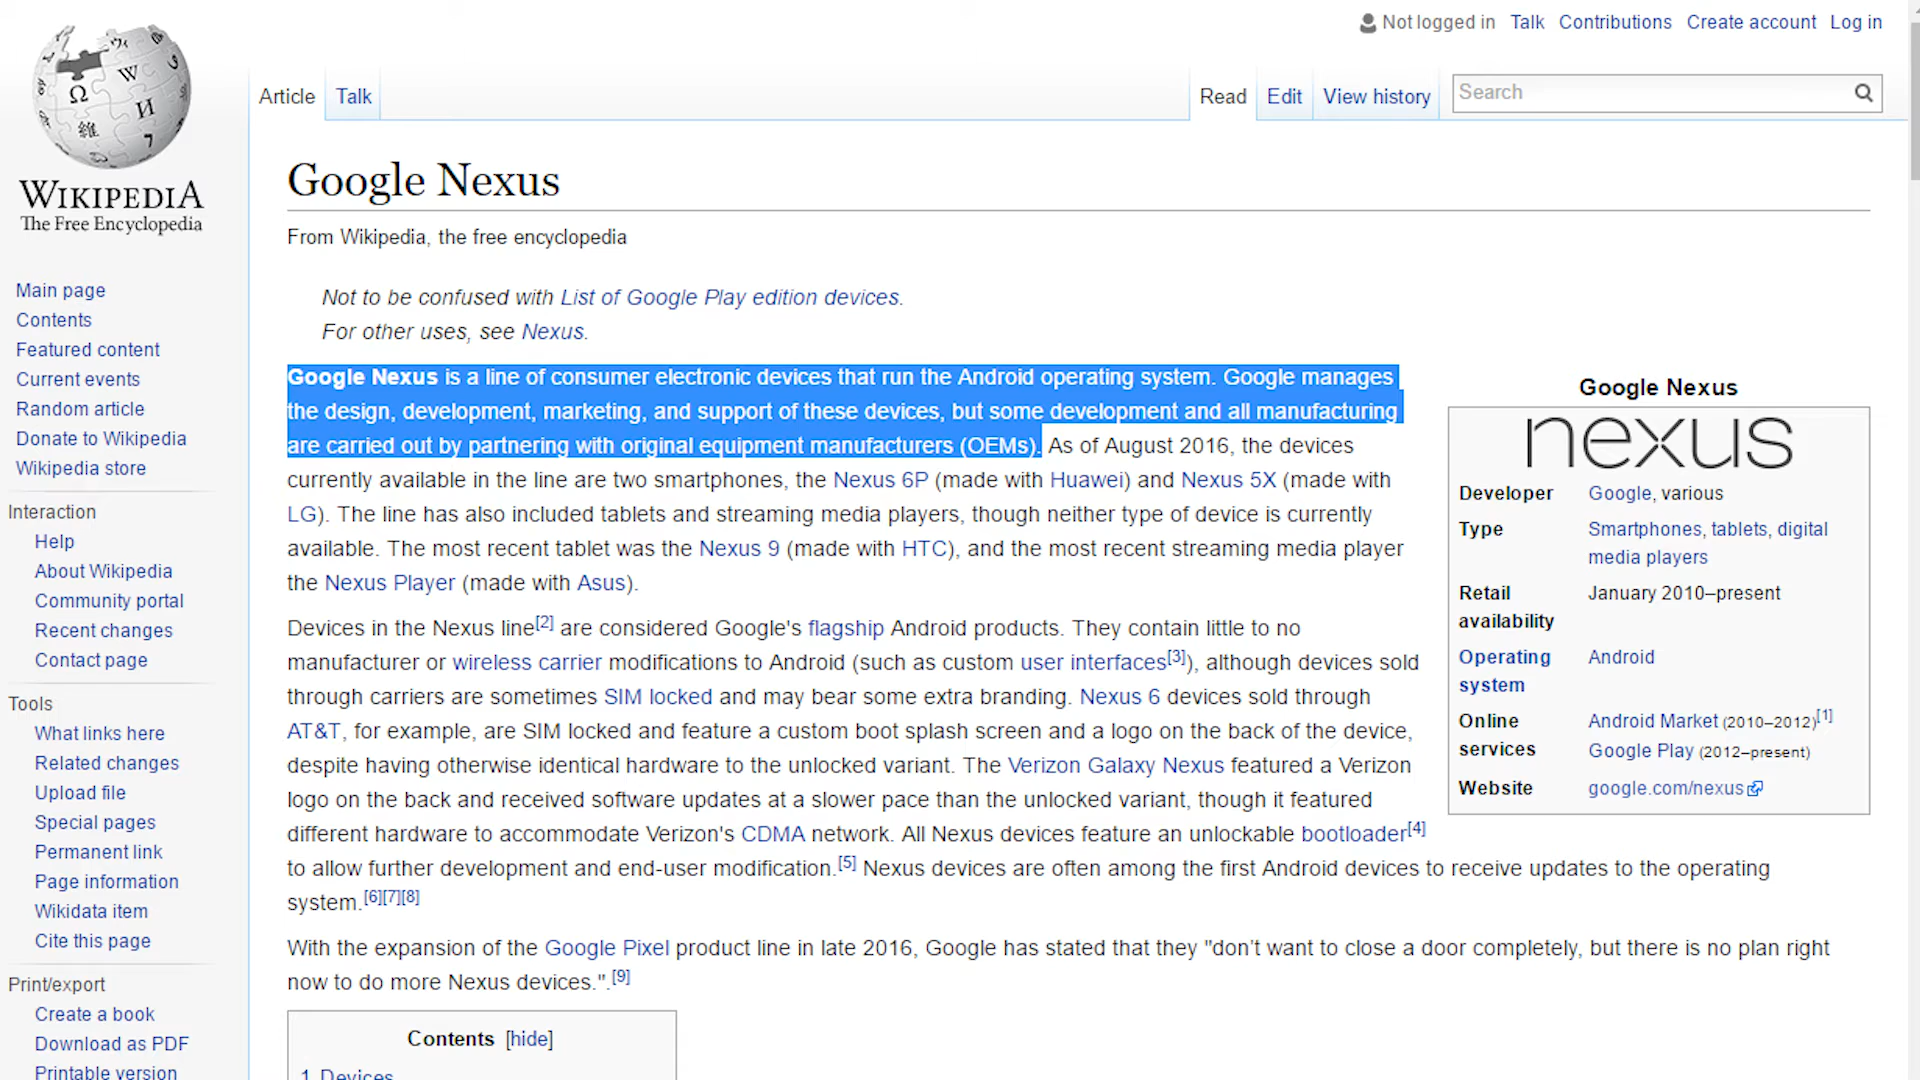 Not logged in Talk Contributions Create account Log in
Article Talk Read Edit View history Search
WIKIPEDIA
The Free Encyclopedia
Main page
Contents
Featured content
Current events
Random article
Donate to Wikipedia
Wikipedia store
Interaction
Help
About Wikipedia
Community portal
Recent changes
Contact page
Tools
What links here
Related changes
Upload file
Special pages
Permanent link
Page information
Wikidata item
Cite this page
Print/export
Create a book
Download as PDF
Printable version
Google Nexus
From Wikipedia, the free encyclopedia
Not to be confused with List of Google Play edition devices.
For other uses, see Nexus.
Google Nexus is a line of consumer electronic devices that run the Android operating system. Google manages
the design, development, marketing, and support of these devices, but some development and all manufacturing
are carried out by partnering with original equipment manufacturers (OEMs). As of August 2016, the devices
currently available in the line are two smartphones, the Nexus 6P (made with Huawei) and Nexus 5X (made with
LG). The line has also included tablets and streaming media players, though neither type of device is currently
available. The most recent tablet was the Nexus 9 (made with HTC), and the most recent streaming media player
the Nexus Player (made with Asus).
Devices in the Nexus line[2] are considered Google's flagship Android products. They contain little to no
manufacturer or wireless carrier modifications to Android (such as custom user interfaces[3]), although devices sold
through carriers are sometimes SIM locked and may bear some extra branding. Nexus 6 devices sold through
AT&T, for example, are SIM locked and feature a custom boot splash screen and a logo on the back of the device,
despite having otherwise identical hardware to the unlocked variant. The Verizon Galaxy Nexus featured a Verizon
logo on the back and received software updates at a slower pace than the unlocked variant, though it featured
different hardware to accommodate Verizon's CDMA network. All Nexus devices feature an unlockable bootloader[4]
to allow further development and end-user modification.[5] Nexus devices are often among the first Android devices to receive updates to the operating
system.[6][7][8]
With the expansion of the Google Pixel product line in late 2016, Google has stated that they "don't want to close a door completely, but there is no plan right
now to do more Nexus devices.".[9]
Contents [hide]
1 Devices
Google Nexus
nexus
Developer Google, various
Type Smartphones, tablets, digital
media players
Retail January 2010–present
availability
Operating Android
system
Online Android Market (2010–2012)[1]
services Google Play (2012–present)
Website google.com/nexus